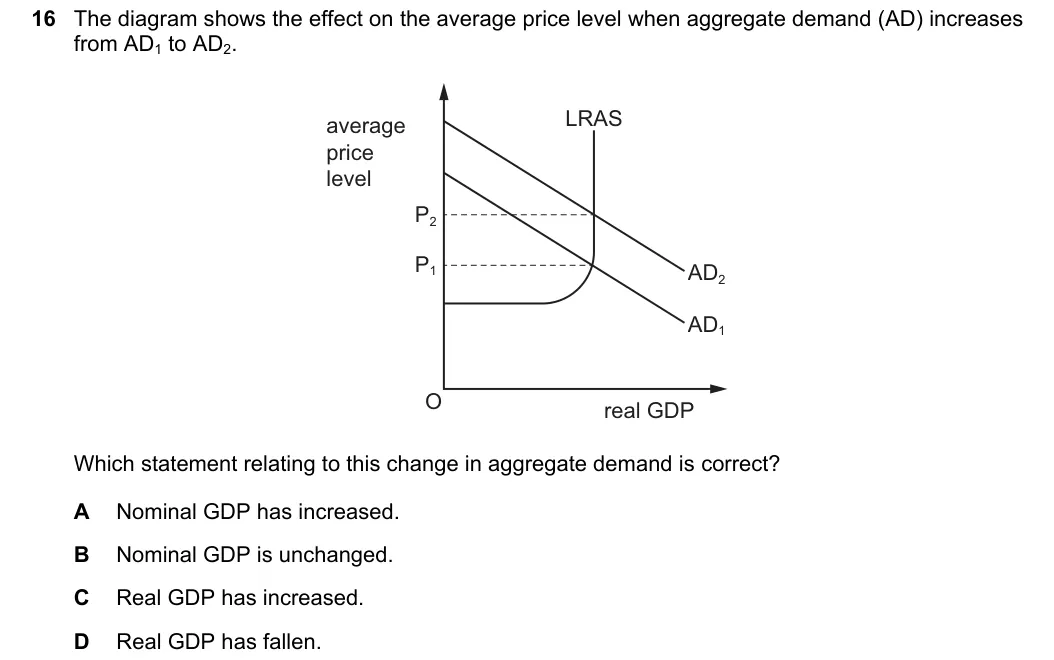 16 The diagram shows the effect on the average price level when aggregate demand (AD) increases
from AD₁ to AD₂.
average
price
level
LRAS
P₂
P₁
AD₂
AD₁
O
real GDP
Which statement relating to this change in aggregate demand is correct?
A Nominal GDP has increased.
B Nominal GDP is unchanged.
C Real GDP has increased.
D Real GDP has fallen.